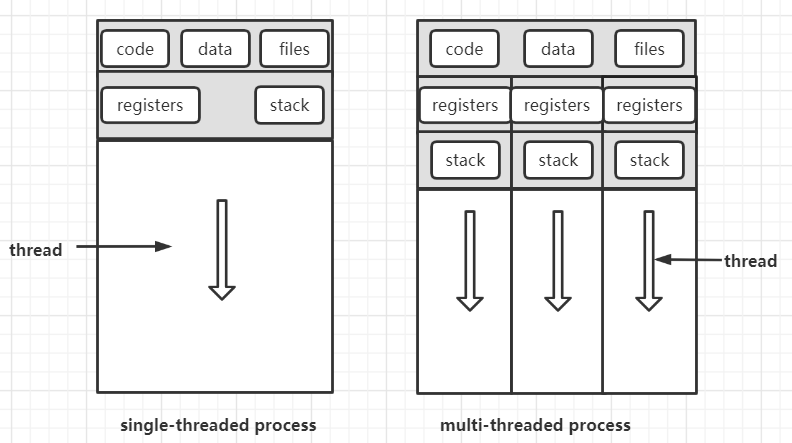 code data files
registers stack
thread
single-threaded process
code data files
registers registers registers
stack stack stack
thread
multi-threaded process